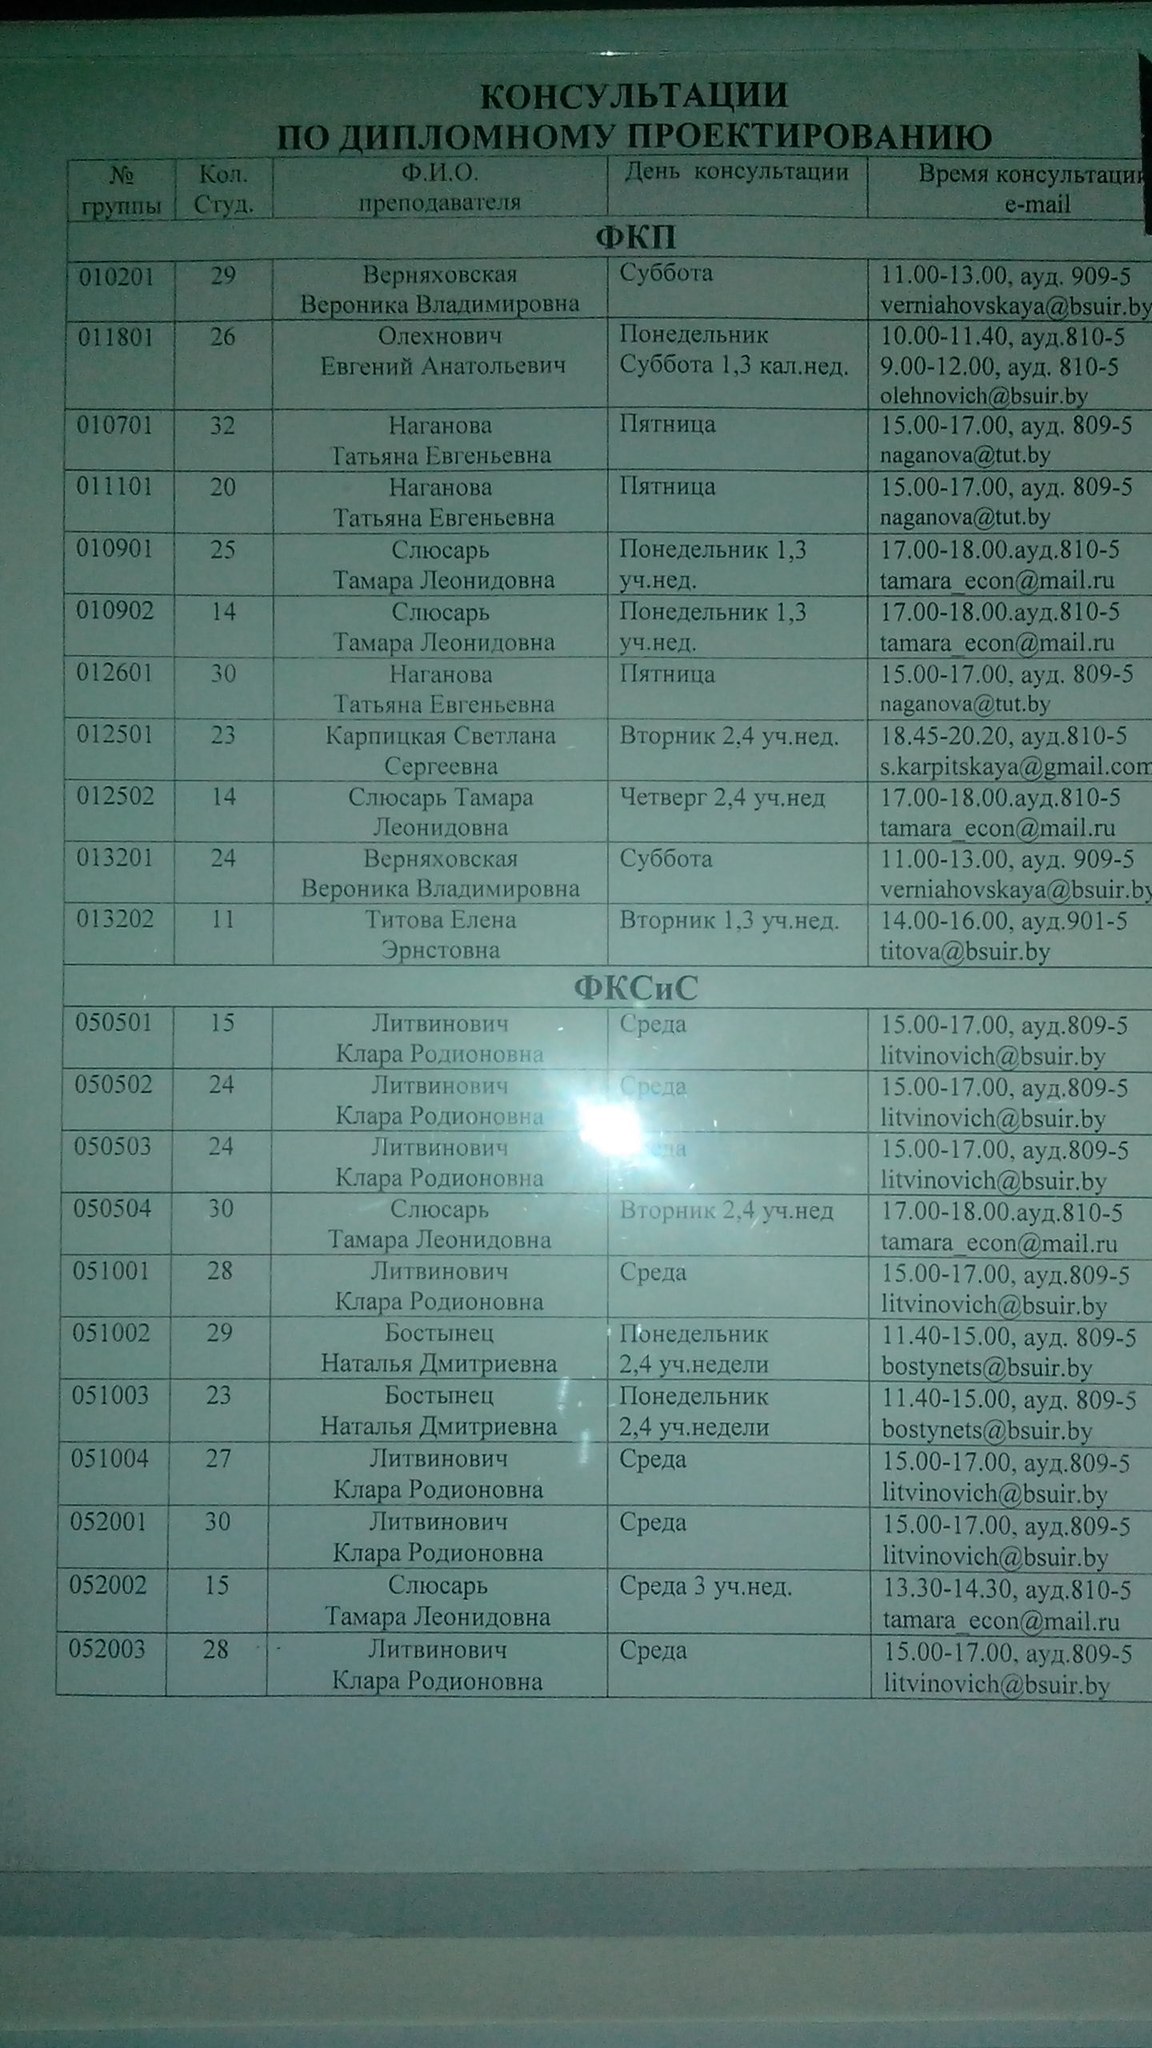 КОНСУЛЬТАЦИИ
ПО ДИПЛОМНОМУ ПРОЕКТИРОВАНИЮ
№ Кол. Ф.И.О. День консультации Время консультации
группы Студ. преподавателя e-mail
ФКП
010201 29 Верняховская Суббота 11.00-13.00, ауд. 909-5
Вероника Владимировна verniahovskaya@bsuir.by
011801 26 Олехнович Понедельник 10.00-11.40, ауд.810-5
Евгений Анатольевич Суббота 1,3 кал.нед. 9.00-12.00, ауд. 810-5
olehnovich@bsuir.by
010701 32 Наганова Пятница 15.00-17.00, ауд. 809-5
Татьяна Евгеньевна naganova@tut.by
011101 20 Наганова Пятница 15.00-17.00, ауд. 809-5
Татьяна Евгеньевна naganova@tut.by
010901 25 Слюсарь Понедельник 1,3 17.00-18.00.ауд.810-5
Тамара Леонидовна уч.нед. tamara_econ@mail.ru
010902 14 Слюсарь Понедельник 1,3 17.00-18.00.ауд.810-5
Тамара Леонидовна уч.нед. tamara_econ@mail.ru
012601 30 Наганова Пятница 15.00-17.00, ауд. 809-5
Татьяна Евгеньевна naganova@tut.by
012501 23 Карпицкая Светлана Вторник 2,4 уч.нед. 18.45-20.20, ауд.810-5
Сергеевна s.karpitskaya@gmail.com
012502 14 Слюсарь Тамара Четверг 2,4 уч.нед 17.00-18.00.ауд.810-5
Леонидовна tamara_econ@mail.ru
013201 24 Верняховская Суббота 11.00-13.00, ауд. 909-5
Вероника Владимировна verniahovskaya@bsuir.by
013202 11 Титова Елена Вторник 1,3 уч.нед. 14.00-16.00, ауд.901-5
Эрнстовна titova@bsuir.by
ФКСиС
050501 15 Литвинович Среда 15.00-17.00, ауд.809-5
Клара Родионовна litvinovich@bsuir.by
050502 24 Литвинович Среда 15.00-17.00, ауд.809-5
Клара Родионовна litvinovich@bsuir.by
050503 24 Литвинович 15.00-17.00, ауд.809-5
Клара Родионовна litvinovich@bsuir.by
050504 30 Слюсарь Вторник 2,4 уч.нед 17.00-18.00.ауд.810-5
Тамара Леонидовна tamara_econ@mail.ru
051001 28 Литвинович Среда 15.00-17.00, ауд.809-5
Клара Родионовна litvinovich@bsuir.by
051002 29 Бостынец Понедельник 11.40-15.00, ауд. 809-5
Наталья Дмитриевна 2,4 уч.недели bostynets@bsuir.by
051003 23 Бостынец Понедельник 11.40-15.00, ауд. 809-5
Наталья Дмитриевна 2,4 уч.недели bostynets@bsuir.by
051004 27 Литвинович Среда 15.00-17.00, ауд.809-5
Клара Родионовна litvinovich@bsuir.by
052001 30 Литвинович Среда 15.00-17.00, ауд.809-5
Клара Родионовна litvinovich@bsuir.by
052002 15 Слюсарь Среда 3 уч.нед. 13.30-14.30, ауд.810-5
Тамара Леонидовна tamara_econ@mail.ru
052003 28 Литвинович Среда 15.00-17.00, ауд.809-5
Клара Родионовна litvinovich@bsuir.by